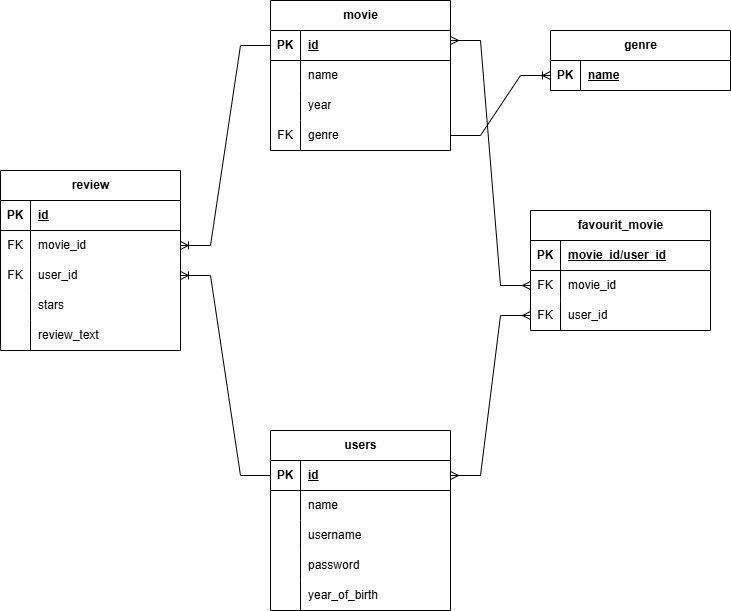 movie
PK id
name
year
FK genre
genre
PK name
review
PK id
FK movie_id
FK user_id
stars
review_text
favourit_movie
PK movie_id/user_id
FK movie_id
FK user_id
users
PK id
name
username
password
year_of_birth